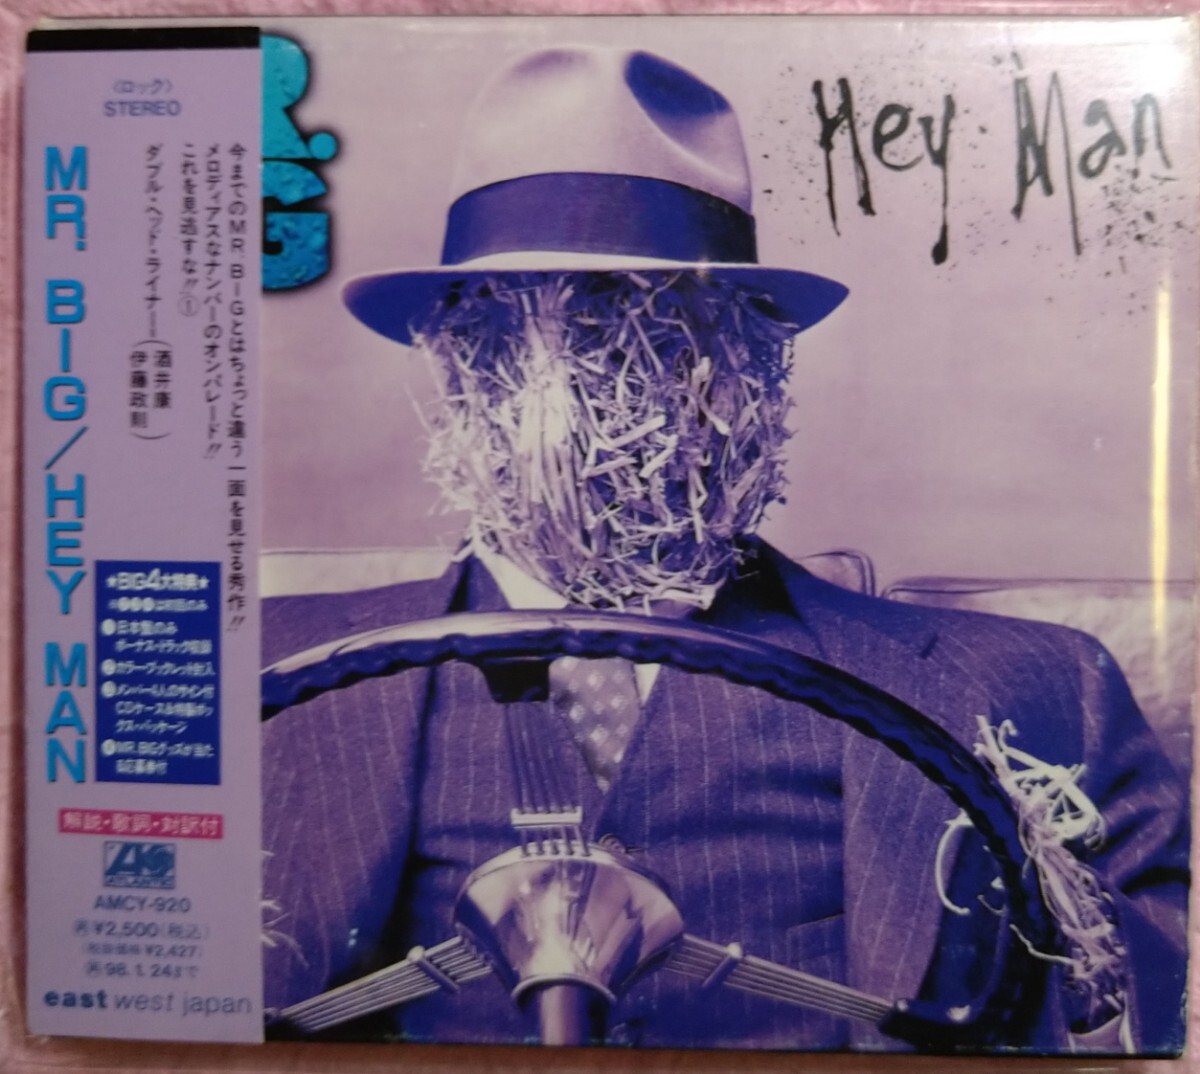 〈ロック〉
STEREO
MR. BIG/HEY MAN
今までのMR. BIGとはちょっと違う一面を見せる秀作!!
メロディアスなナンバーのオンパレード!!
これを見逃すな!!①
ダブル・ヘッド・ライナー(酒井康
伊藤政則)
★BIG4大特典★
は初回のみ
日本盤のみ
ボーナス・トラック収録
カラー・ブックレット封入
メンバー4人のサイン付
CDケース&特製ボッ
クス・パッケージ
MR. BIGグッズが当た
る応募券付
解説・歌詞・対訳付
ATLANTIC
AMCY-920
¥2,500(税込)
(税抜価格¥2,427)
98.1.24まで
east west japan
R.
G
Hey Man